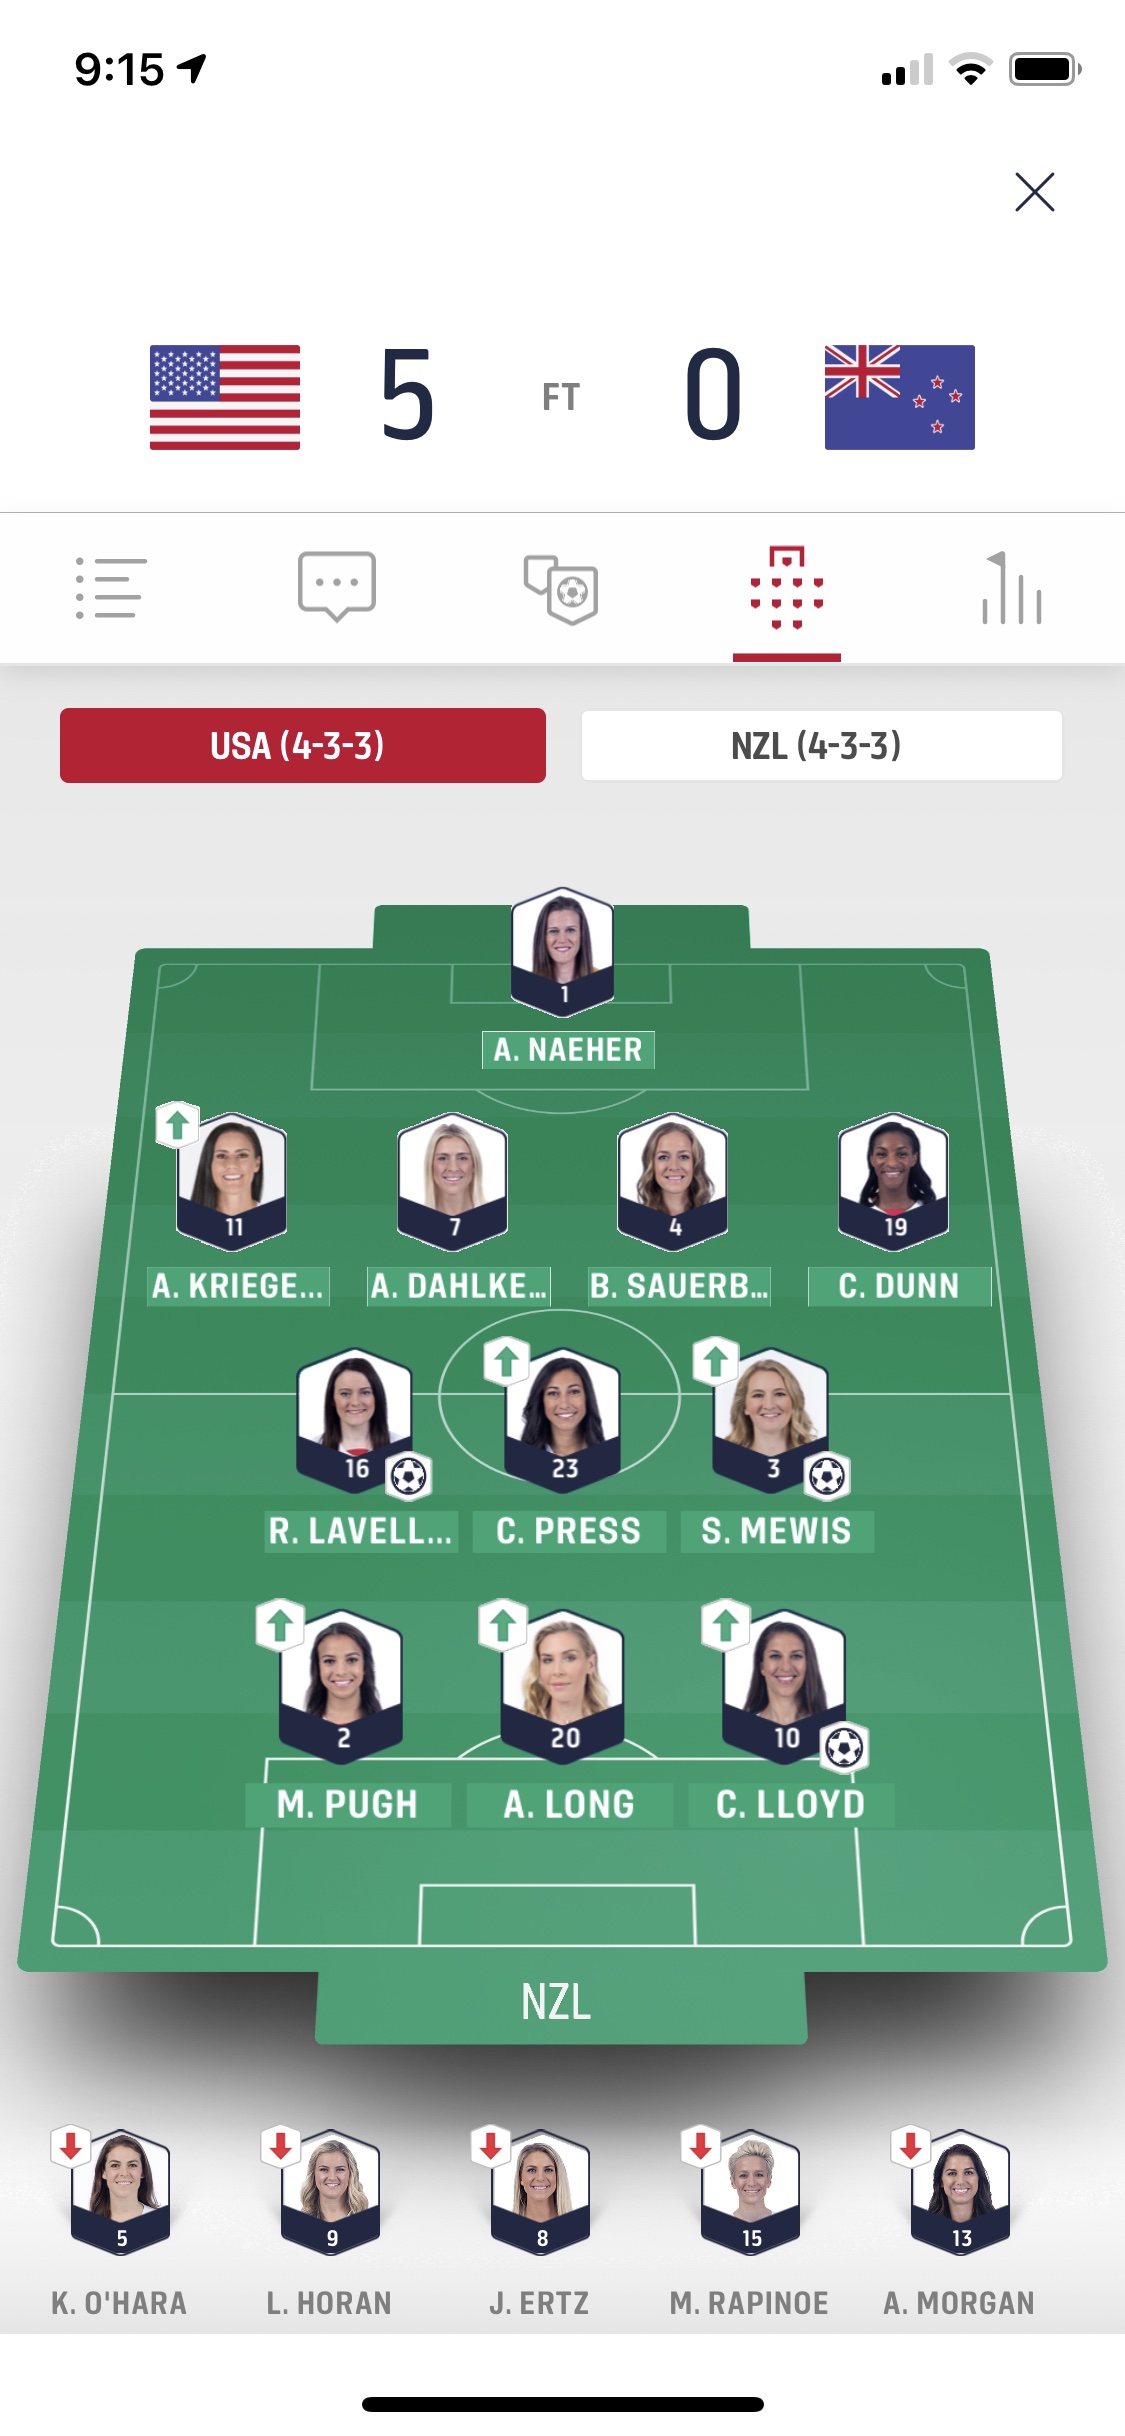 9:15
5 FT 0
USA (4-3-3) NZL (4-3-3)
1
A. NAEHER
11 7 4 19
A. KRIEGE... A. DAHLKE... B. SAUERB... C. DUNN
16 23 3
R. LAVELL... C. PRESS S. MEWIS
2 20 10
M. PUGH A. LONG C. LLOYD
NZL
5 9 8 15 13
K. O'HARA L. HORAN J. ERTZ M. RAPINOE A. MORGAN